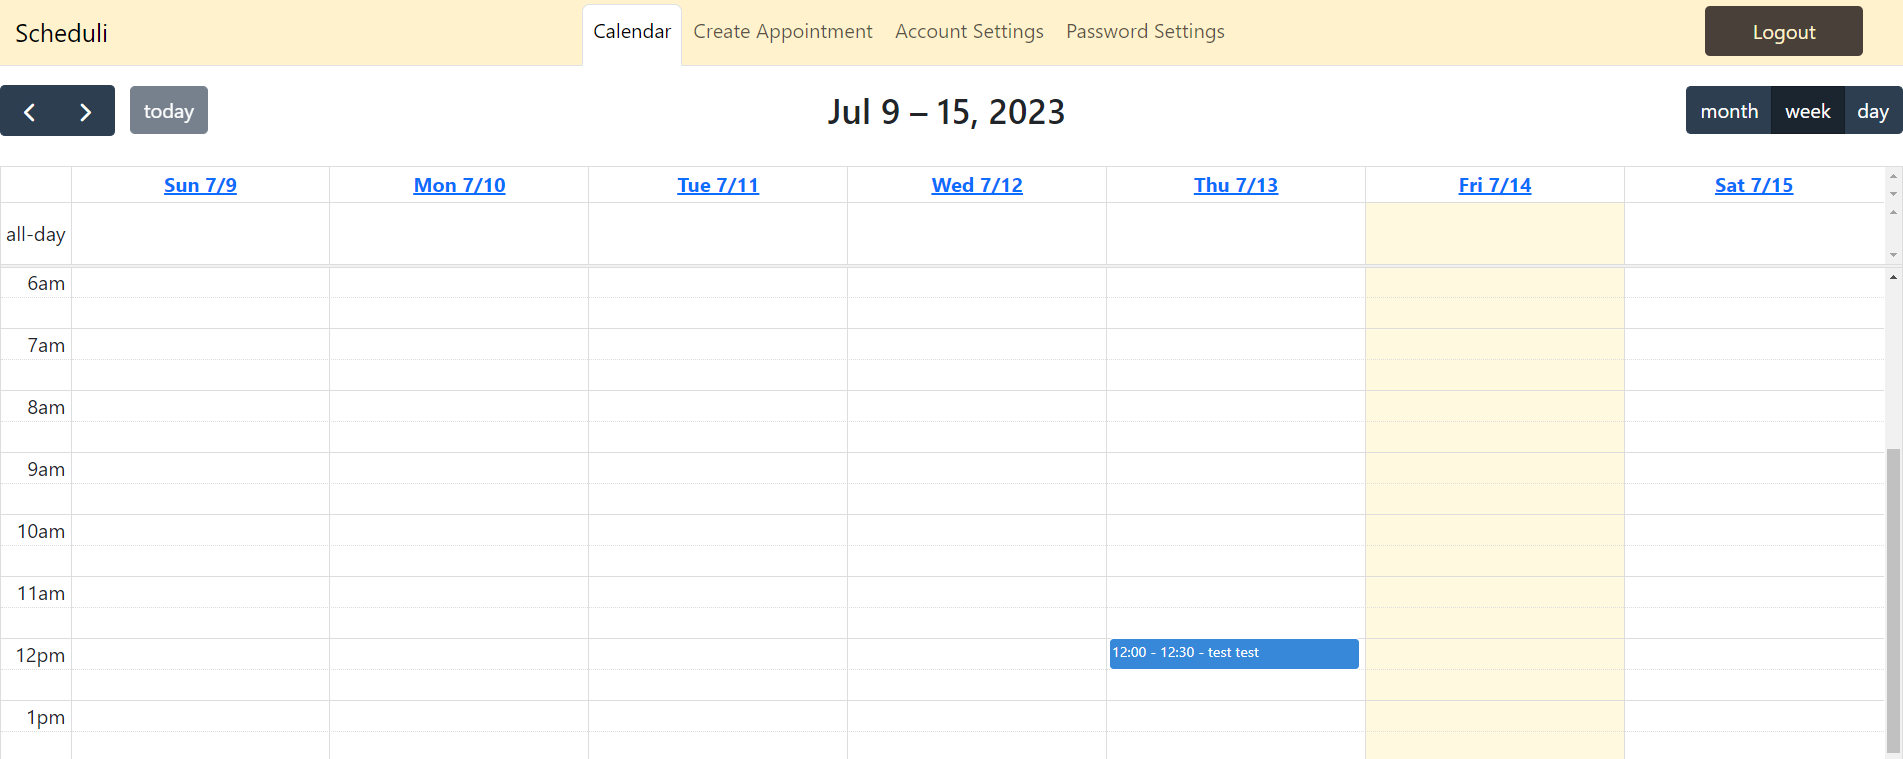 Scheduli
Calendar Create Appointment Account Settings Password Settings
Logout
today
Jul 9 – 15, 2023
month week day
Sun 7/9 Mon 7/10 Tue 7/11 Wed 7/12 Thu 7/13 Fri 7/14 Sat 7/15
all-day
6am
7am
8am
9am
10am
11am
12pm
12:00 - 12:30 - test test
1pm